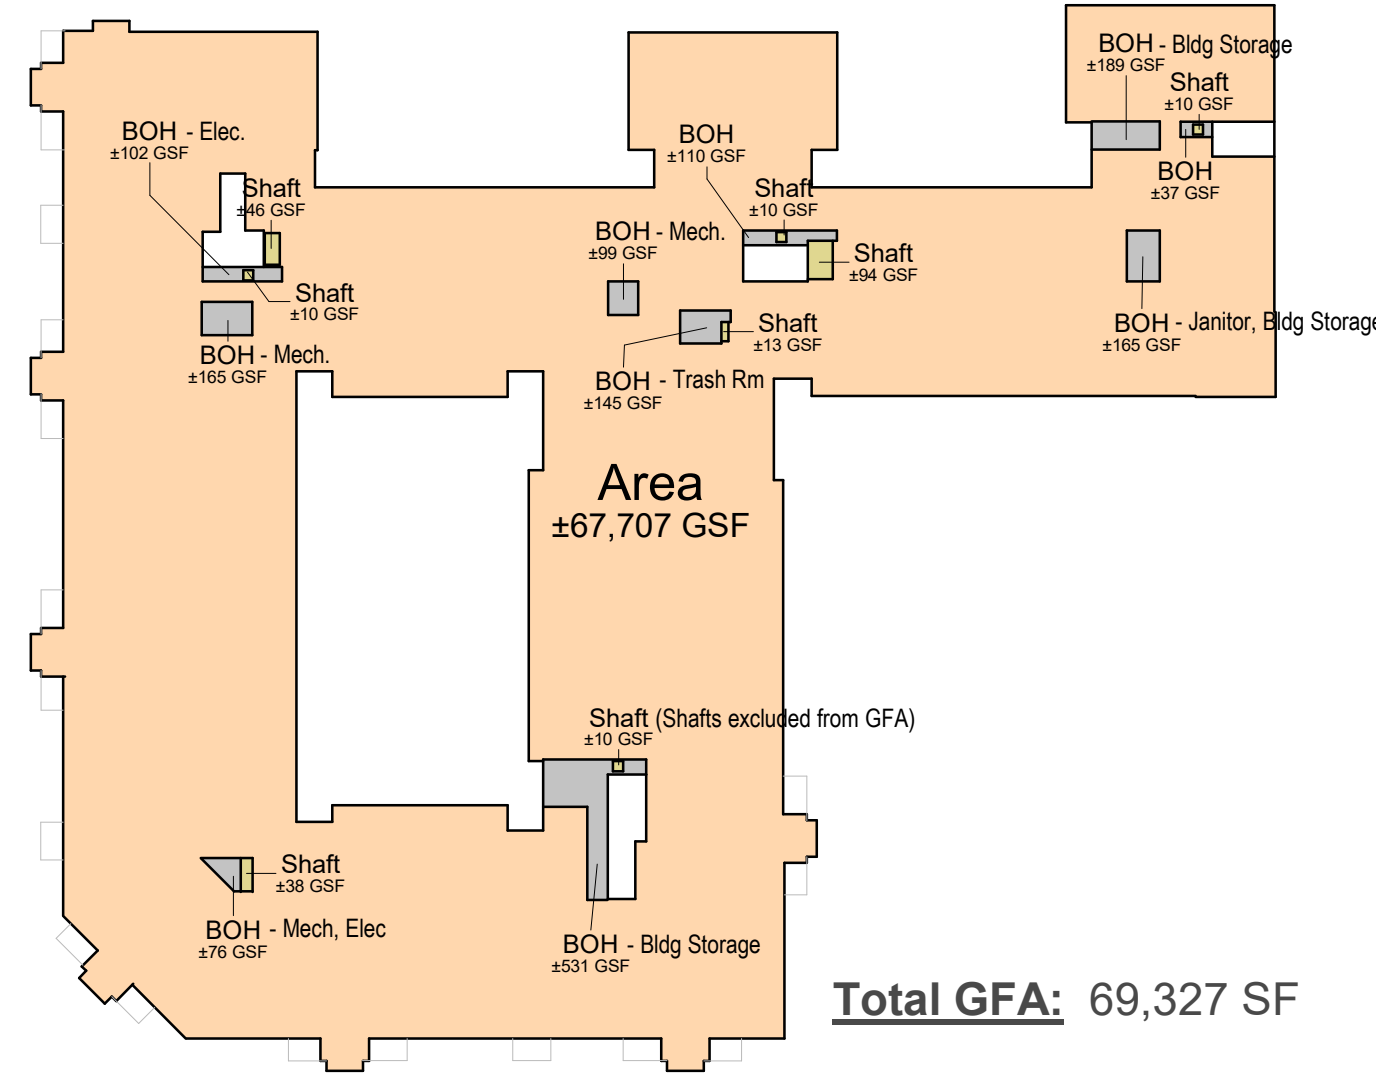 BOH - Bldg Storage
±189 GSF
Shaft
±10 GSF
BOH - Elec.
±102 GSF
BOH
±110 GSF
BOH
±37 GSF
Shaft
±46 GSF
Shaft
±10 GSF
BOH - Mech.
±99 GSF
Shaft
±94 GSF
Shaft
±10 GSF
Shaft
±13 GSF
BOH - Janitor, Bldg Storage
±165 GSF
BOH - Mech.
±165 GSF
BOH - Trash Rm
±145 GSF
Area
±67,707 GSF
Shaft (Shafts excluded from GFA)
±10 GSF
Shaft
±38 GSF
BOH - Mech, Elec
±76 GSF
BOH - Bldg Storage
±531 GSF
Total GFA: 69,327 SF